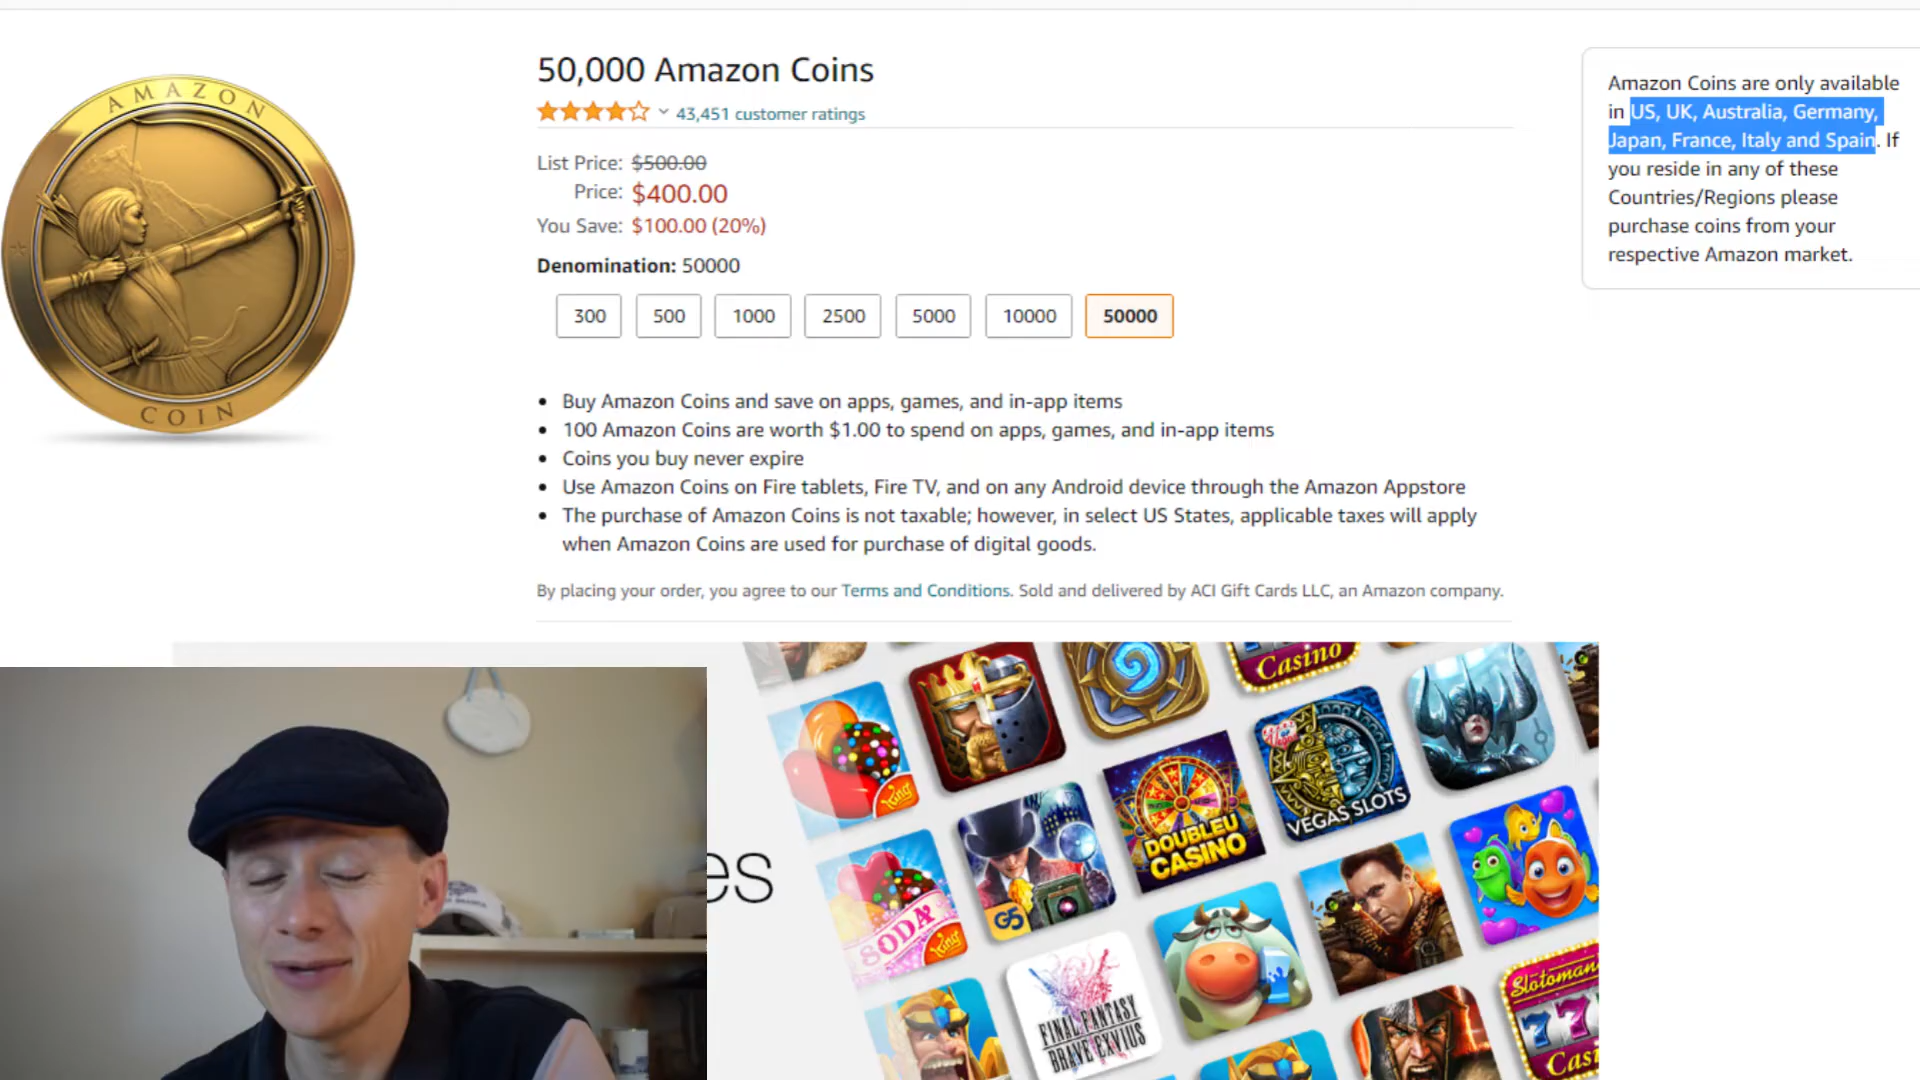 AMAZON
COIN
50,000 Amazon Coins
43,451 customer ratings
List Price: $500.00
Price: $400.00
You Save: $100.00 (20%)
Denomination: 50000
300 500 1000 2500 5000 10000 50000
Buy Amazon Coins and save on apps, games, and in-app items
100 Amazon Coins are worth $1.00 to spend on apps, games, and in-app items
Coins you buy never expire
Use Amazon Coins on Fire tablets, Fire TV, and on any Android device through the Amazon Appstore
The purchase of Amazon Coins is not taxable; however, in select US States, applicable taxes will apply
when Amazon Coins are used for purchase of digital goods.
By placing your order, you agree to our Terms and Conditions. Sold and delivered by ACI Gift Cards LLC, an Amazon company.
Amazon Coins are only available
in US, UK, Australia, Germany,
Japan, France, Italy and Spain. If
you reside in any of these
Countries/Regions please
purchase coins from your
respective Amazon market.
es
Casino
King
DOUBLEU
CASINO
VEGAS SLOTS
G5
SODA
King
FINAL FANTASY
BRAVE EXVIUS
Slotoman
77
Casi